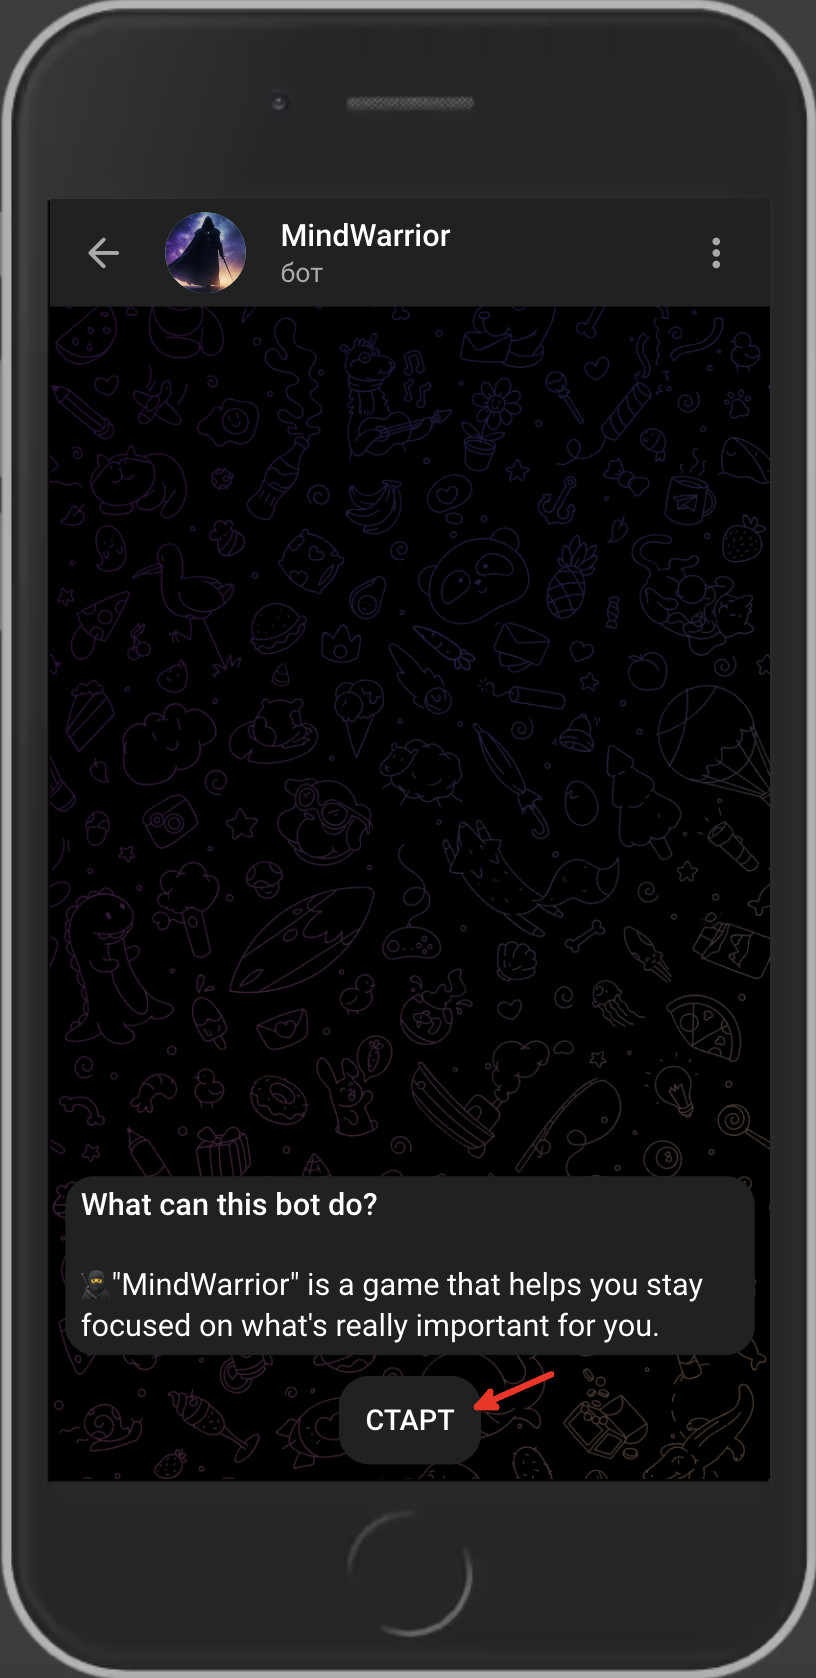 MindWarrior
бот
What can this bot do?
🥷"MindWarrior" is a game that helps you stay
focused on what's really important for you.
СТАРТ